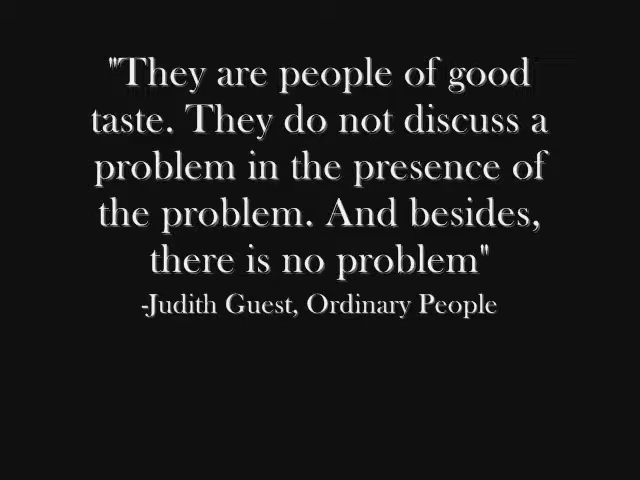 "They are people of good
taste. They do not discuss a
problem in the presence of
the problem. And besides,
there is no problem"
-Judith Guest, Ordinary People